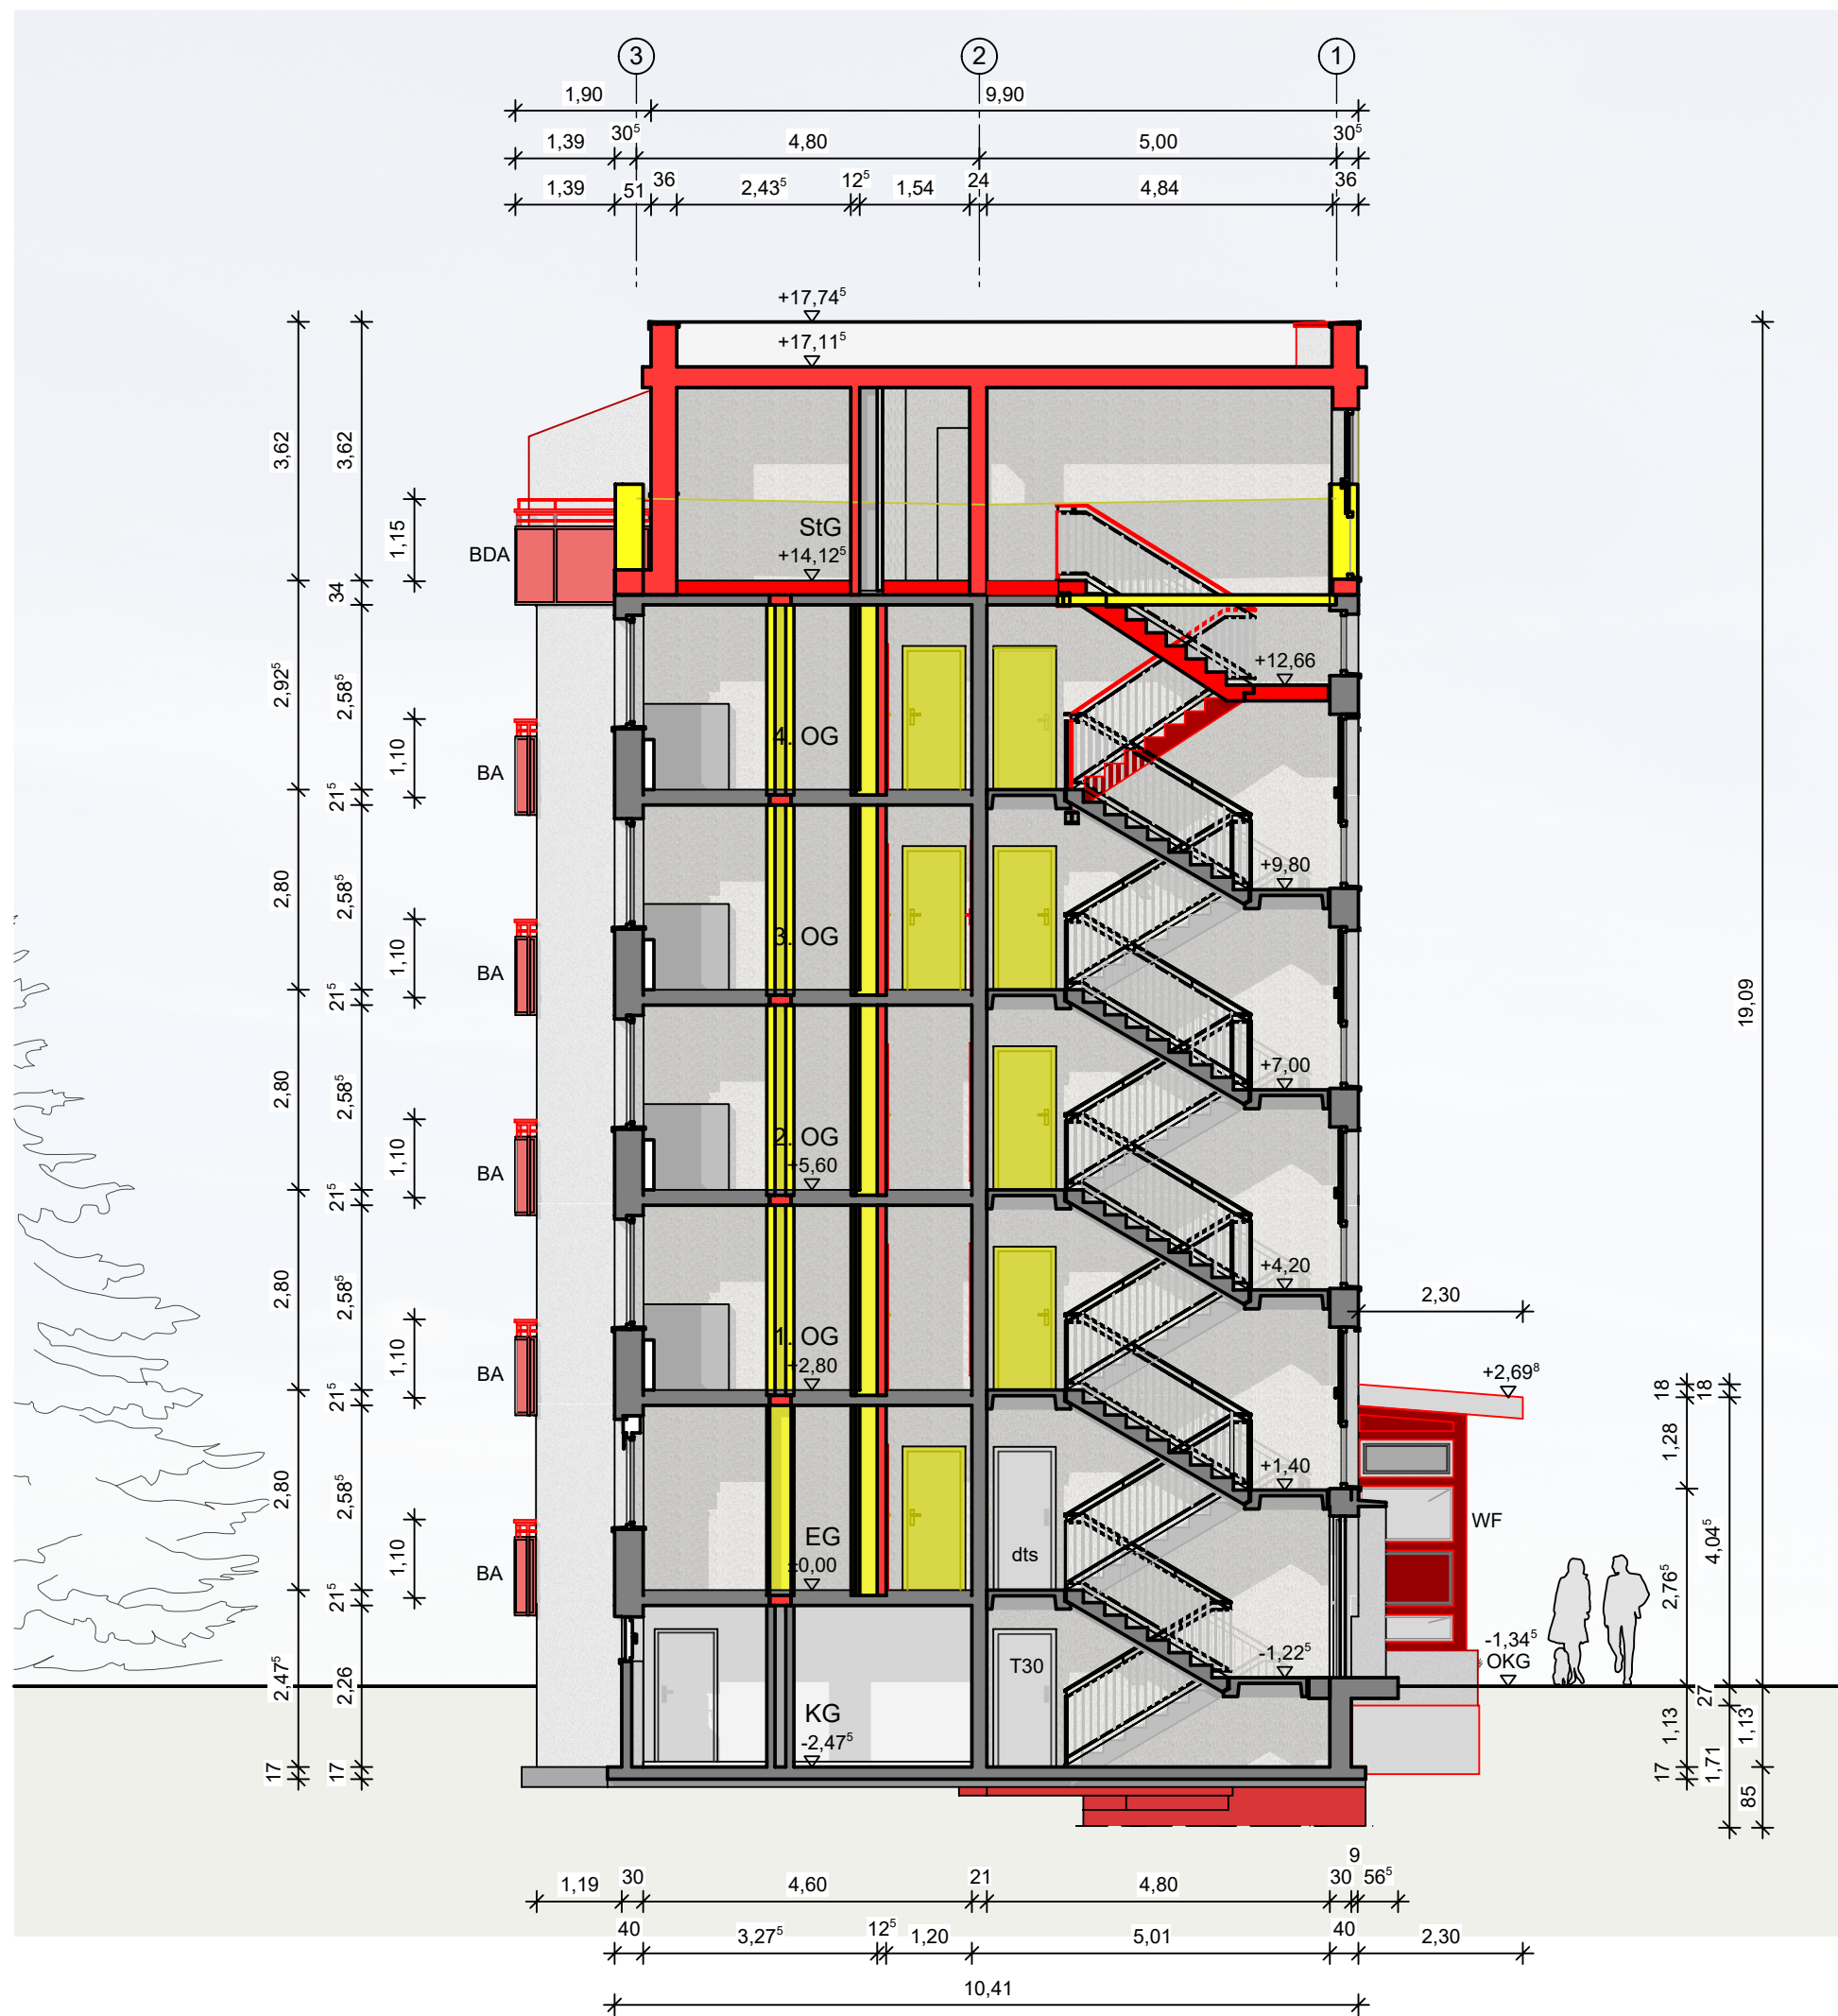 3 2 1
1,90 9,90
1,39 30⁵ 4,80 5,00 30⁵
1,39 51 36 2,43⁵ 12⁵ 1,54 24 4,84 36
+17,74⁵
+17,11⁵
3,62 3,62
1,15
BDA
StG
+14,12⁵
34
+12,66
2,92⁵ 2,58⁵ 1,10
BA
4. OG
21⁵
+9,80
2,80 2,58⁵ 1,10
BA
3. OG
21⁵
19,09
+7,00
2,80 2,58⁵ 1,10
BA
2. OG
+5,60
21⁵
+4,20
2,30
2,80 2,58⁵ 1,10
BA
1. OG
+2,80
21⁵
+2,69⁸
18 18
1,28
+1,40
2,80 2,58⁵ 1,10
BA
EG
±0,00
dts
WF
4,04⁵
2,76⁵
21⁵
T30
-1,22⁵
-1,34⁵
OKG
2,47⁵ 2,26
KG
-2,47⁵
27
1,13 1,13
17 17
17 1,71
85
9
1,19 30 4,60 21 4,80 30 56⁵
40 3,27⁵ 12⁵ 1,20 5,01 40 2,30
10,41